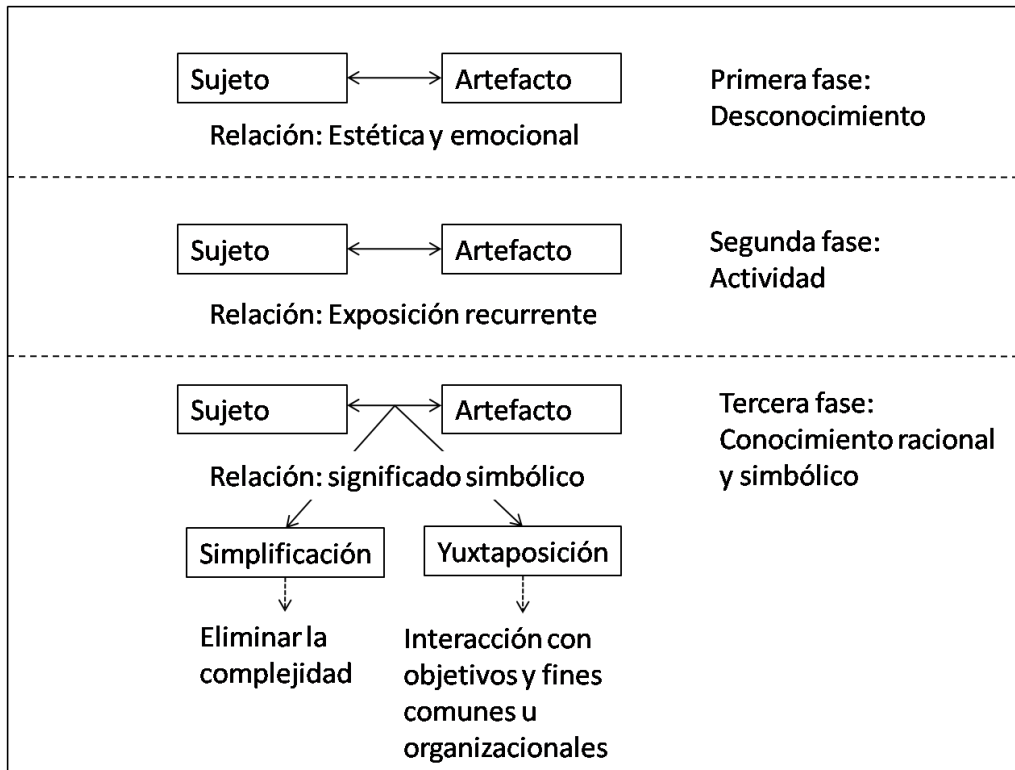 Sujeto
Artefacto
Relación: Estética y emocional
Primera fase:
Desconocimiento
Sujeto
Artefacto
Relación: Exposición recurrente
Segunda fase:
Actividad
Sujeto
Artefacto
Relación: significado simbólico
Tercera fase:
Conocimiento racional
y simbólico
Simplificación
Yuxtaposición
Eliminar la
complejidad
Interacción con
objetivos y fines
comunes u
organizacionales